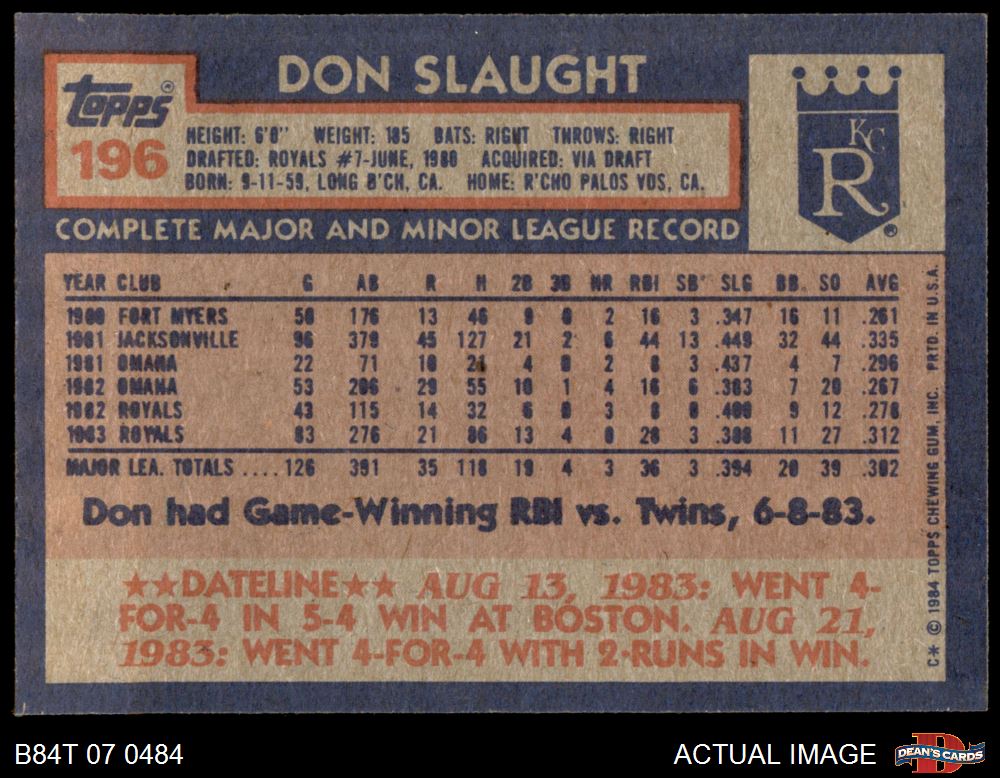 DON SLAUGHT
TOPPS®
196
HEIGHT: 6'0" WEIGHT: 185 BATS: RIGHT THROWS: RIGHT
DRAFTED: ROYALS #7-JUNE, 1980 ACQUIRED: VIA DRAFT
BORN: 9-11-59, LONG B'CH, CA. HOME: R'CHO PALOS VDS, CA.
KC
R
®
COMPLETE MAJOR AND MINOR LEAGUE RECORD
YEAR CLUB G AB R H 2B 3B HR RBI SB SLG BB SO AVG
1980 FORT MYERS 50 176 13 46 9 0 2 16 3 .347 16 11 .261
1981 JACKSONVILLE 96 379 45 127 21 2 6 44 13 .449 32 44 .335
1981 OMAHA 22 71 10 21 4 0 2 8 3 .437 4 7 .296
1982 OMAHA 53 206 29 55 10 1 4 16 6 .383 7 20 .267
1982 ROYALS 43 115 14 32 6 0 3 8 0 .409 9 12 .278
1983 ROYALS 83 276 21 86 13 4 0 28 3 .388 11 27 .312
MAJOR LEA. TOTALS ....126 391 35 118 19 4 3 36 3 .394 20 39 .302
Don had Game-Winning RBI vs. Twins, 6-8-83.
★★DATELINE★★ AUG 13, 1983: WENT 4-
FOR-4 IN 5-4 WIN AT BOSTON. AUG 21,
1983: WENT 4-FOR-4 WITH 2-RUNS IN WIN.
C* © 1984 TOPPS CHEWING GUM, INC. PRTD. IN U.S.A.
B84T 07 0484
ACTUAL IMAGE
DEAN'S CARDS